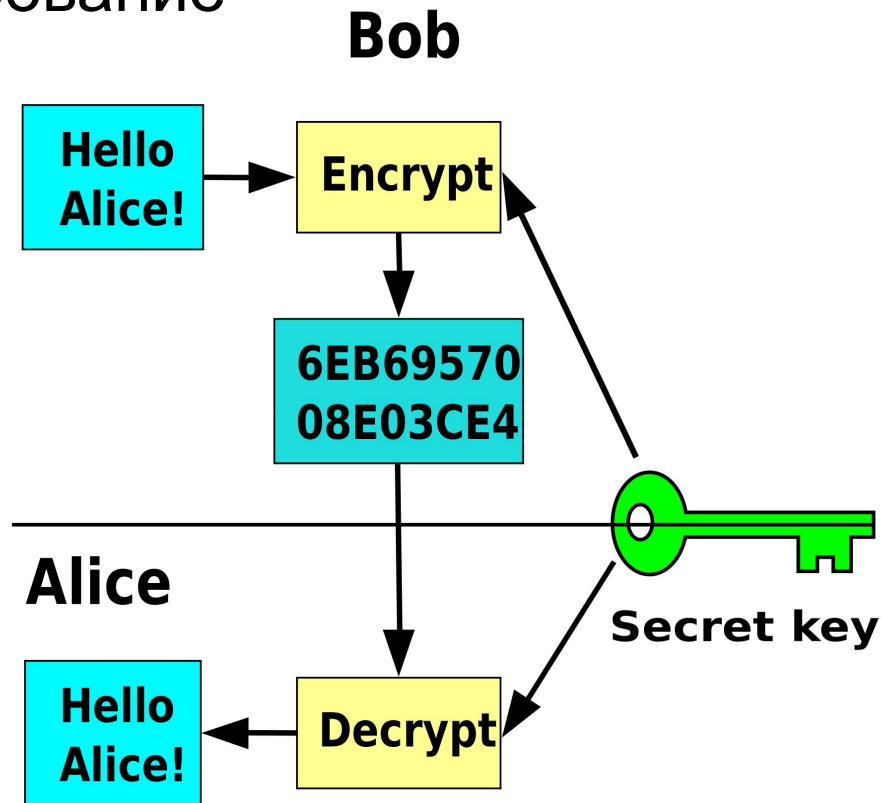 Bob
Hello
Alice!
Encrypt
6EB69570
08E03CE4
Alice
Secret key
Hello
Alice!
Decrypt